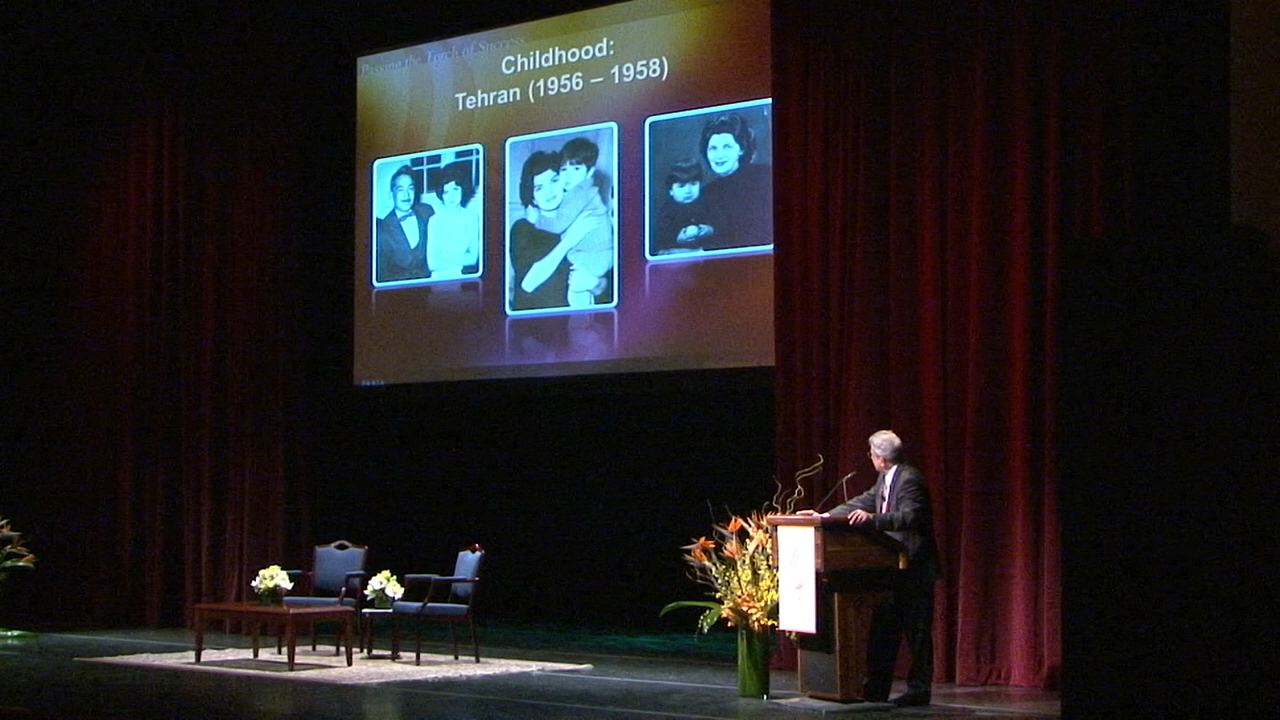 Passing the Torch of Success
Childhood:
Tehran (1956 – 1958)